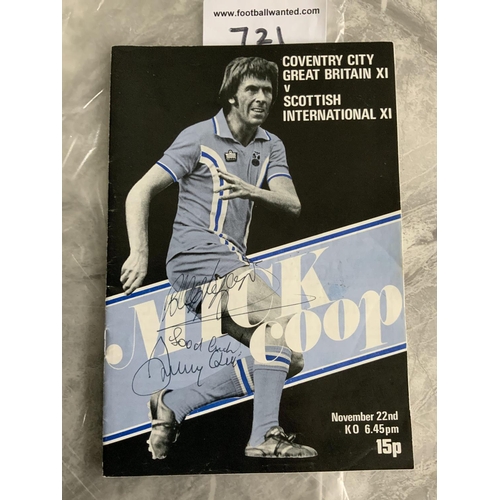 www.footballwanted.com
721
COVENTRY CITY
GREAT BRITAIN XI
v
SCOTTISH
INTERNATIONAL XI
MICK
coop
Good luck
November 22nd
KO 6.45pm
15p